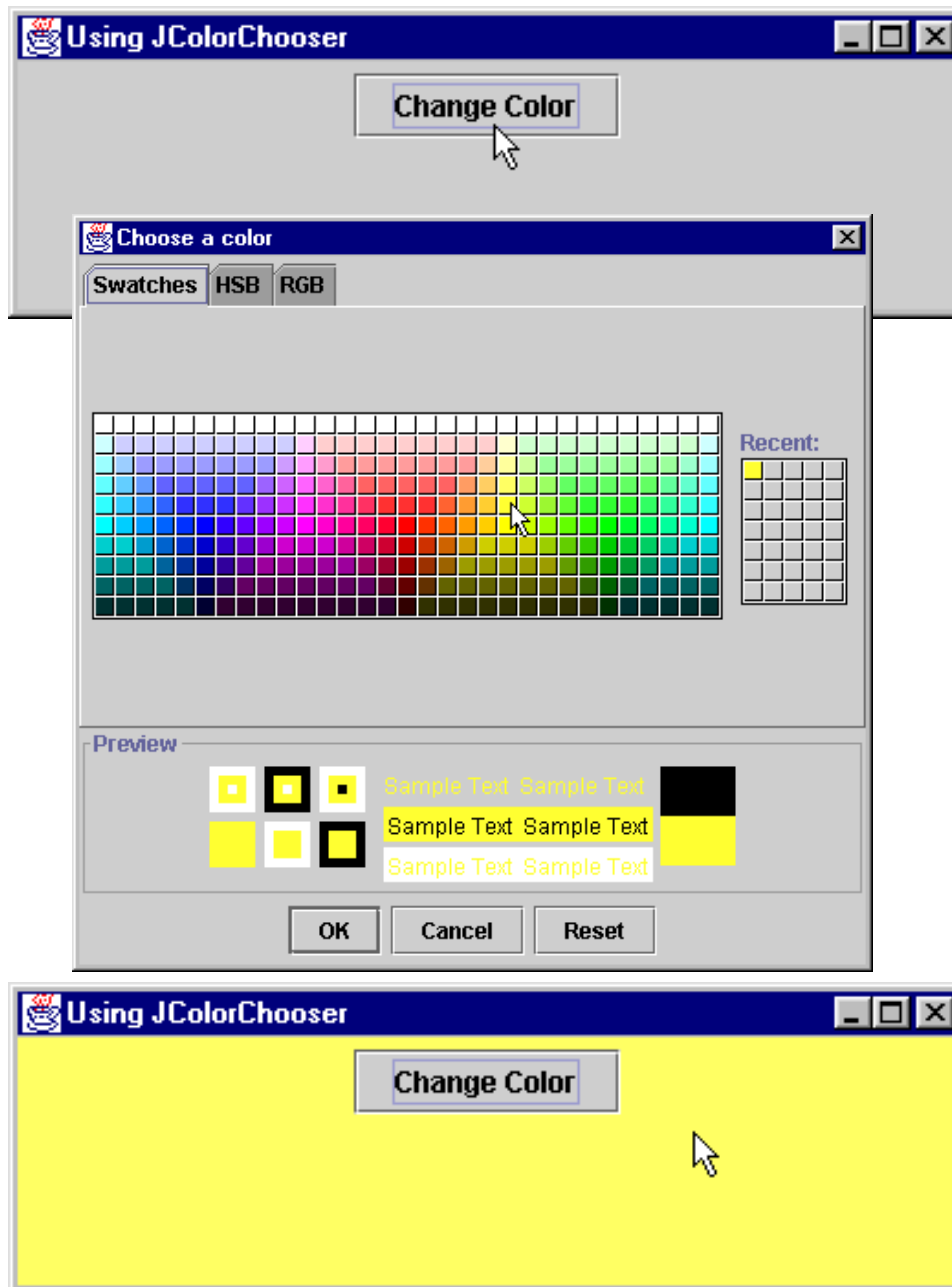 Using JColorChooser
Change Color
Choose a color
Swatches HSB RGB
Recent:
Preview
Sample Text Sample Text
Sample Text Sample Text
Sample Text Sample Text
OK Cancel Reset
Using JColorChooser
Change Color